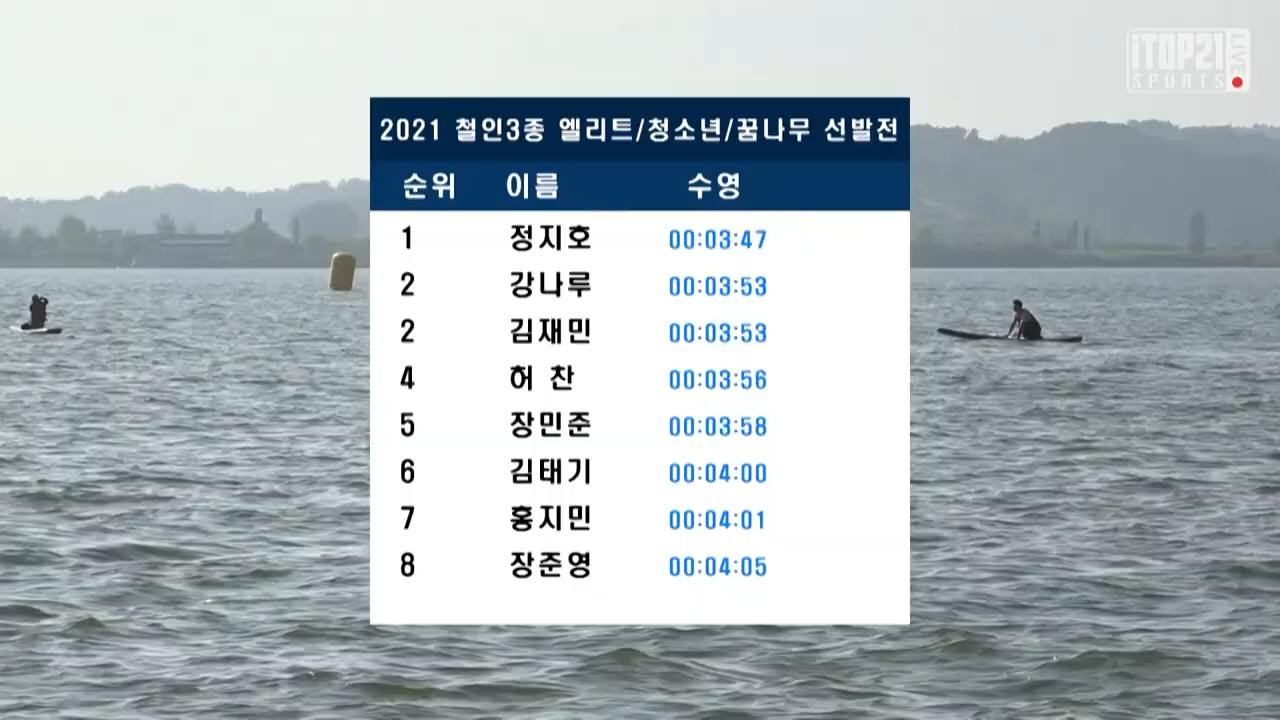 iTOP21
SPORTS
LIVE
2021 철인3종 엘리트/청소년/꿈나무 선발전
순위 이름 수영
1 정지호 00:03:47
2 강나루 00:03:53
2 김재민 00:03:53
4 허 찬 00:03:56
5 장민준 00:03:58
6 김태기 00:04:00
7 홍지민 00:04:01
8 장준영 00:04:05